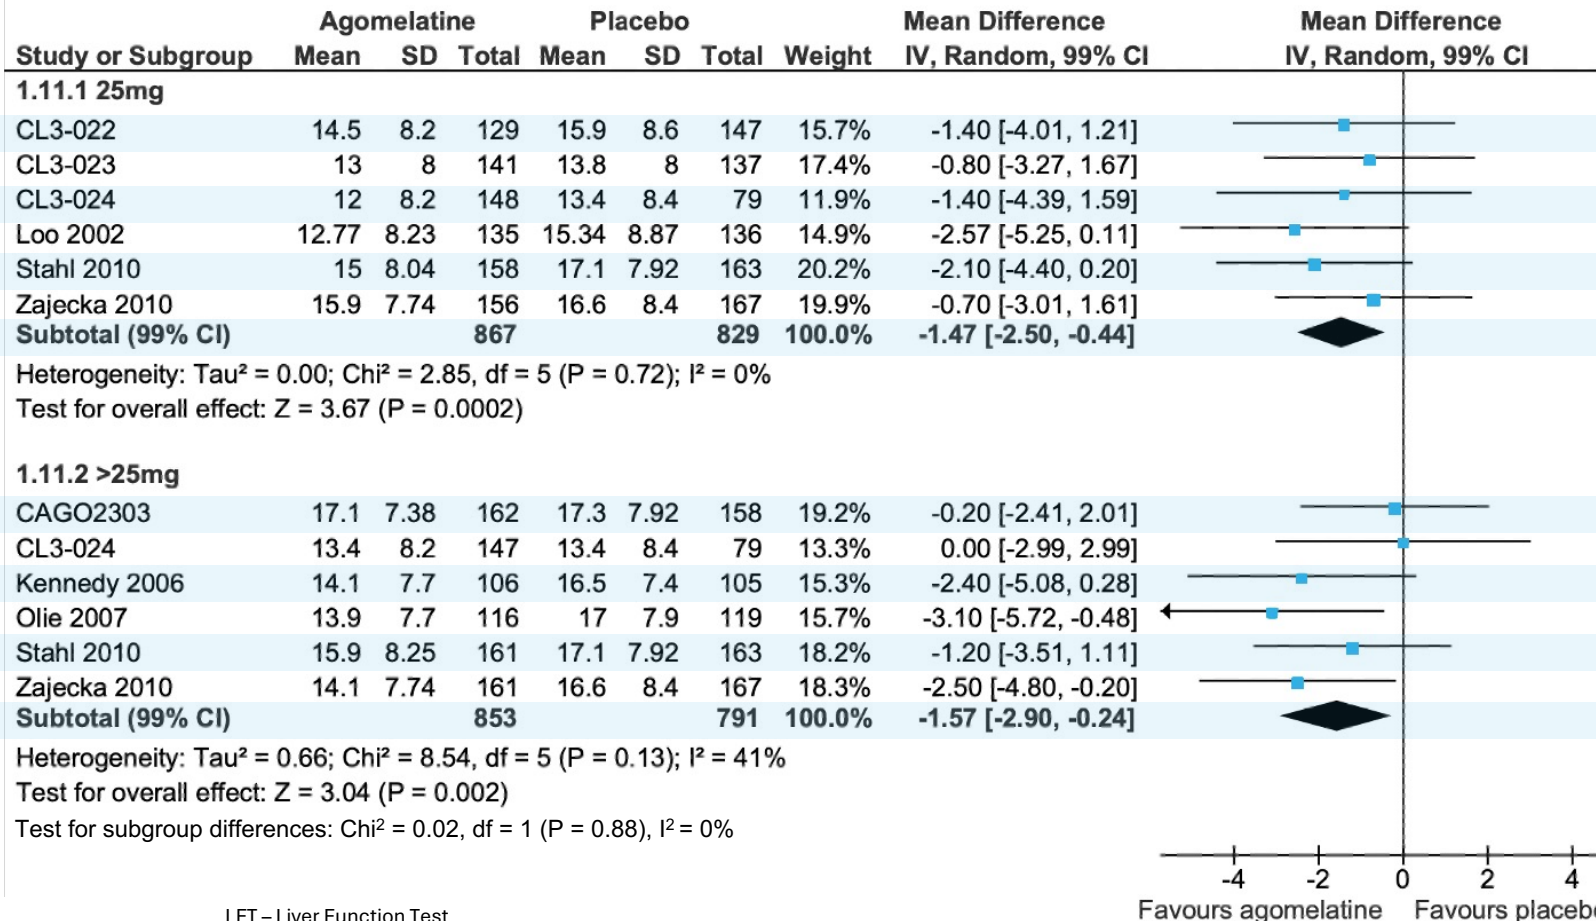 Agomelatine Placebo Mean Difference Mean Difference
Study or Subgroup Mean SD Total Mean SD Total Weight IV, Random, 99% CI IV, Random, 99% CI
1.11.1 25mg
CL3-022 14.5 8.2 129 15.9 8.6 147 15.7% -1.40 [-4.01, 1.21]
CL3-023 13 8 141 13.8 8 137 17.4% -0.80 [-3.27, 1.67]
CL3-024 12 8.2 148 13.4 8.4 79 11.9% -1.40 [-4.39, 1.59]
Loo 2002 12.77 8.23 135 15.34 8.87 136 14.9% -2.57 [-5.25, 0.11]
Stahl 2010 15 8.04 158 17.1 7.92 163 20.2% -2.10 [-4.40, 0.20]
Zajecka 2010 15.9 7.74 156 16.6 8.4 167 19.9% -0.70 [-3.01, 1.61]
Subtotal (99% CI) 867 829 100.0% -1.47 [-2.50, -0.44]
Heterogeneity: Tau² = 0.00; Chi² = 2.85, df = 5 (P = 0.72); I² = 0%
Test for overall effect: Z = 3.67 (P = 0.0002)
1.11.2 >25mg
CAGO2303 17.1 7.38 162 17.3 7.92 158 19.2% -0.20 [-2.41, 2.01]
CL3-024 13.4 8.2 147 13.4 8.4 79 13.3% 0.00 [-2.99, 2.99]
Kennedy 2006 14.1 7.7 106 16.5 7.4 105 15.3% -2.40 [-5.08, 0.28]
Olie 2007 13.9 7.7 116 17 7.9 119 15.7% -3.10 [-5.72, -0.48]
Stahl 2010 15.9 8.25 161 17.1 7.92 163 18.2% -1.20 [-3.51, 1.11]
Zajecka 2010 14.1 7.74 161 16.6 8.4 167 18.3% -2.50 [-4.80, -0.20]
Subtotal (99% CI) 853 791 100.0% -1.57 [-2.90, -0.24]
Heterogeneity: Tau² = 0.66; Chi² = 8.54, df = 5 (P = 0.13); I² = 41%
Test for overall effect: Z = 3.04 (P = 0.002)
Test for subgroup differences: Chi² = 0.02, df = 1 (P = 0.88), I² = 0%
-4 -2 0 2 4
Favours agomelatine Favours placebo
LFT – Liver Function Test